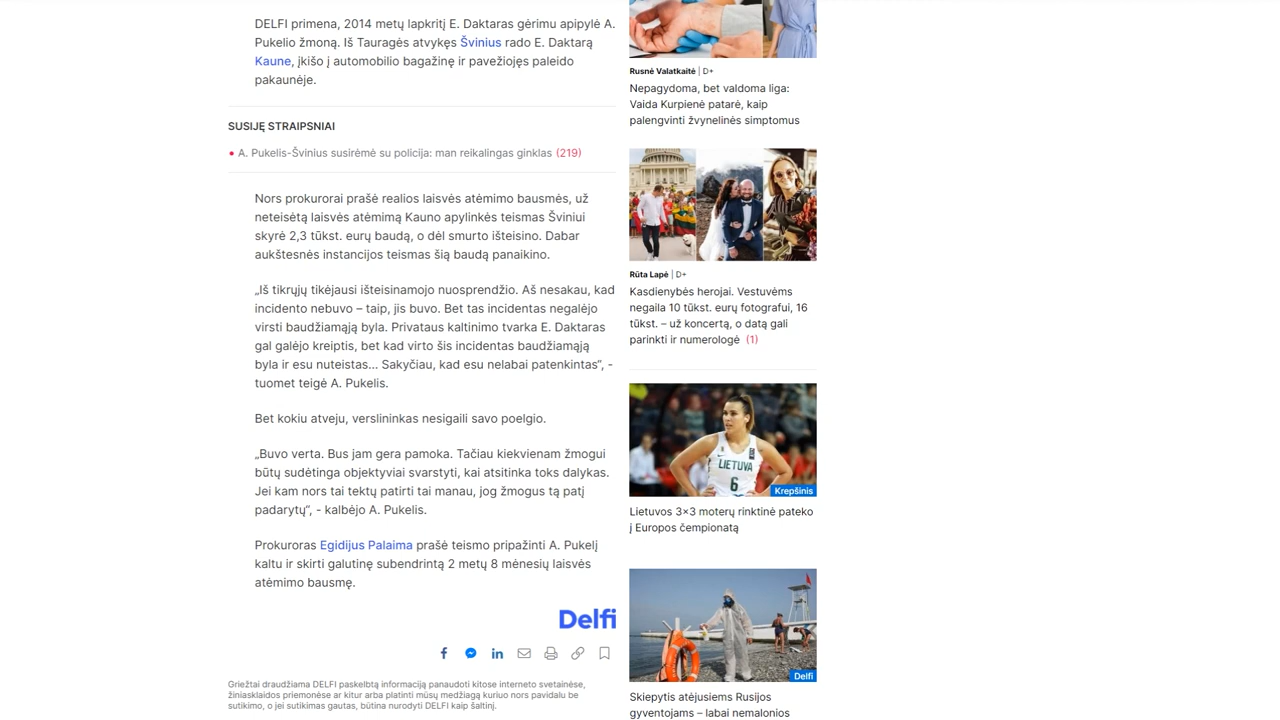 DELFI primena, 2014 metų lapkritį E. Daktaras gėrimu apipylė A.
Pukelio žmoną. Iš Tauragės atvykęs Švinius rado E. Daktarą
Kaune, įkišo į automobilio bagažinę ir pavežiojęs paleido
pakaunėje.
SUSIJĘ STRAIPSNIAI
A. Pukelis-Švinius susirėmė su policija: man reikalingas ginklas (219)
Nors prokurorai prašė realios laisvės atėmimo bausmės, už
neteisėtą laisvės atėmimą Kauno apylinkės teismas Šviniui
skyrė 2,3 tūkst. eurų baudą, o dėl smurto išteisino. Dabar
aukštesnės instancijos teismas šią baudą panaikino.
„Iš tikrųjų tikėjausi išteisinamojo nuosprendžio. Aš nesakau, kad
incidento nebuvo – taip, jis buvo. Bet tas incidentas negalėjo
virsti baudžiamąją byla. Privataus kaltinimo tvarka E. Daktaras
gal galėjo kreiptis, bet kad virto šis incidentas baudžiamąją
byla ir esu nuteistas... Sakyčiau, kad esu nelabai patenkintas“, -
tuomet teigė A. Pukelis.
Bet kokiu atveju, verslininkas nesigaili savo poelgio.
„Buvo verta. Bus jam gera pamoka. Tačiau kiekvienam žmogui
būtų sudėtinga objektyviai svarstyti, kai atsitinka toks dalykas.
Jei kam nors tai tektų patirti tai manau, jog žmogus tą patį
padarytų“, - kalbėjo A. Pukelis.
Prokuroras Egidijus Palaima prašė teismo pripažinti A. Pukelį
kaltu ir skirti galutinę subendrintą 2 metų 8 mėnesių laisvės
atėmimo bausmę.
Delfi
Griežtai draudžiama DELFI paskelbtą informaciją panaudoti kitose interneto svetainėse,
žiniasklaidos priemonėse ar kitur arba platinti mūsų medžiagą kuriuo nors pavidalu be
sutikimo, o jei sutikimas gautas, būtina nurodyti DELFI kaip šaltinį.
Rusnė Valatkaitė | D+
Nepagydoma, bet valdoma liga:
Vaida Kurpienė patarė, kaip
palengvinti žvynelinės simptomus
Rūta Lapė | D+
Kasdienybės herojai. Vestuvėms
negaila 10 tūkst. eurų fotografui, 16
tūkst. – už koncertą, o datą gali
parinkti ir numerologė (1)
LIETUVA
6
Krepšinis
Lietuvos 3×3 moterų rinktinė pateko
į Europos čempionatą
Delfi
Skiepytis atėjusiems Rusijos
gyventojams – labai nemalonios